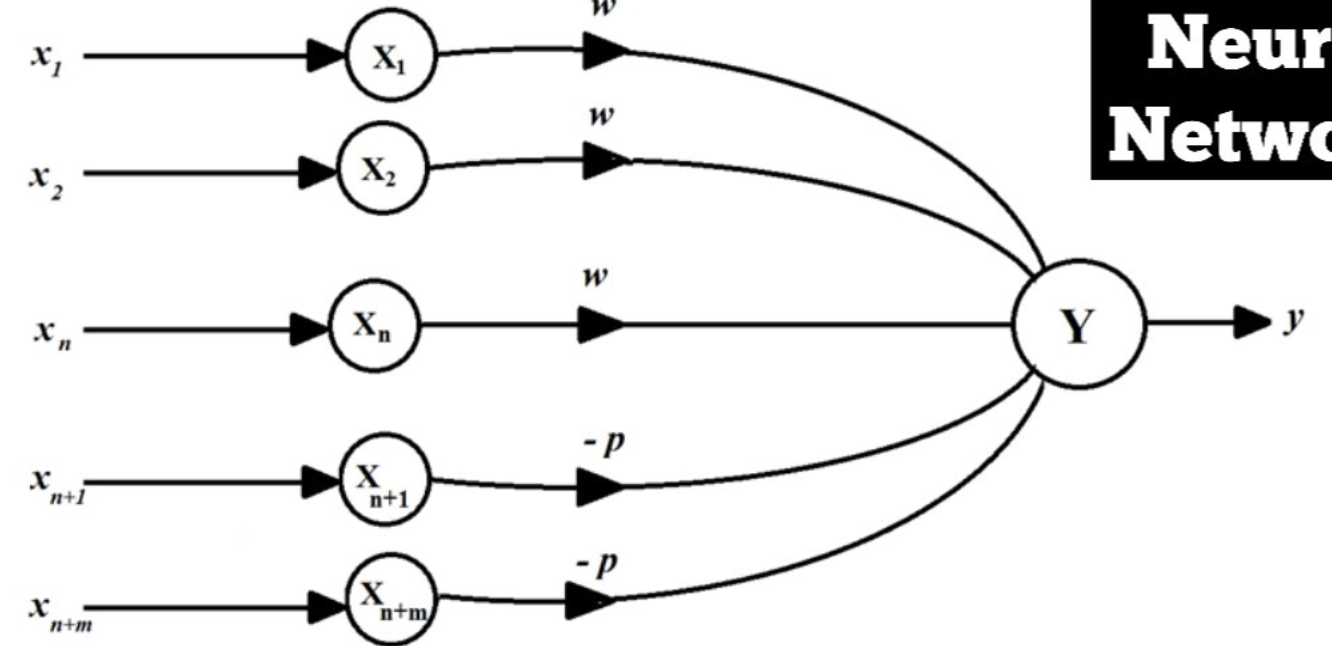 w
Neur
x₁ X₁
w
Netwo
x₂ X₂
w
xₙ Xₙ Y y
- p
xₙ₊₁ Xₙ₊₁
- p
xₙ₊ₘ Xₙ₊ₘ